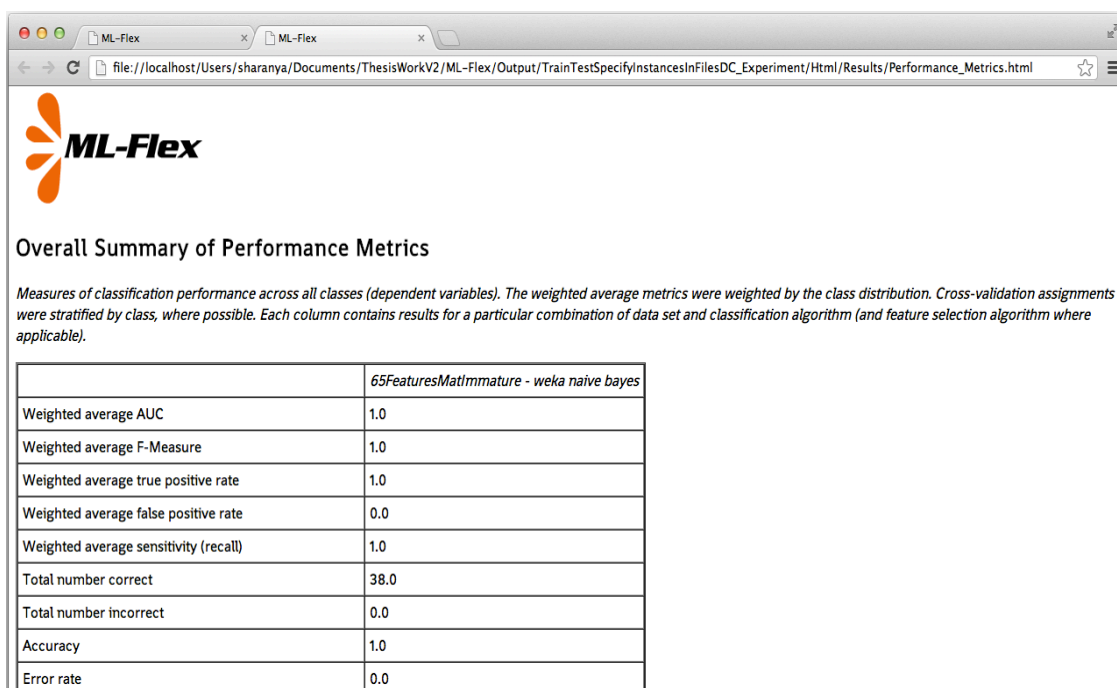 ML-Flex
ML-Flex
file://localhost/Users/sharanya/Documents/ThesisWorkV2/ML-Flex/Output/TrainTestSpecifyInstancesInFilesDC_Experiment/Html/Results/Performance_Metrics.html
ML-Flex
Overall Summary of Performance Metrics
Measures of classification performance across all classes (dependent variables). The weighted average metrics were weighted by the class distribution. Cross-validation assignments
were stratified by class, where possible. Each column contains results for a particular combination of data set and classification algorithm (and feature selection algorithm where
applicable).
65FeaturesMatImmature - weka naive bayes
Weighted average AUC 1.0
Weighted average F-Measure 1.0
Weighted average true positive rate 1.0
Weighted average false positive rate 0.0
Weighted average sensitivity (recall) 1.0
Total number correct 38.0
Total number incorrect 0.0
Accuracy 1.0
Error rate 0.0